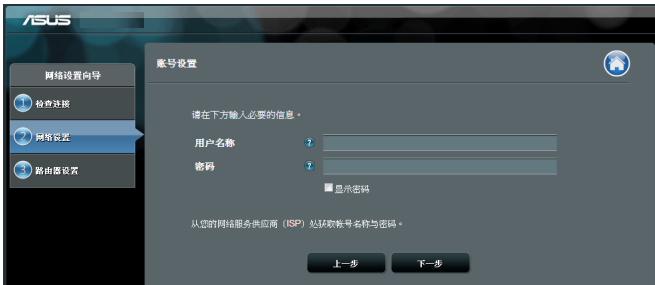 ASUS
网络设置向导
1 检查连接
2 网络设置
3 路由器设置
账号设置
请在下方输入必要的信息。
用户名称 ?
密码 ?
显示密码
从您的网络服务供应商（ISP）处获取帐号名称与密码。
上一步 下一步